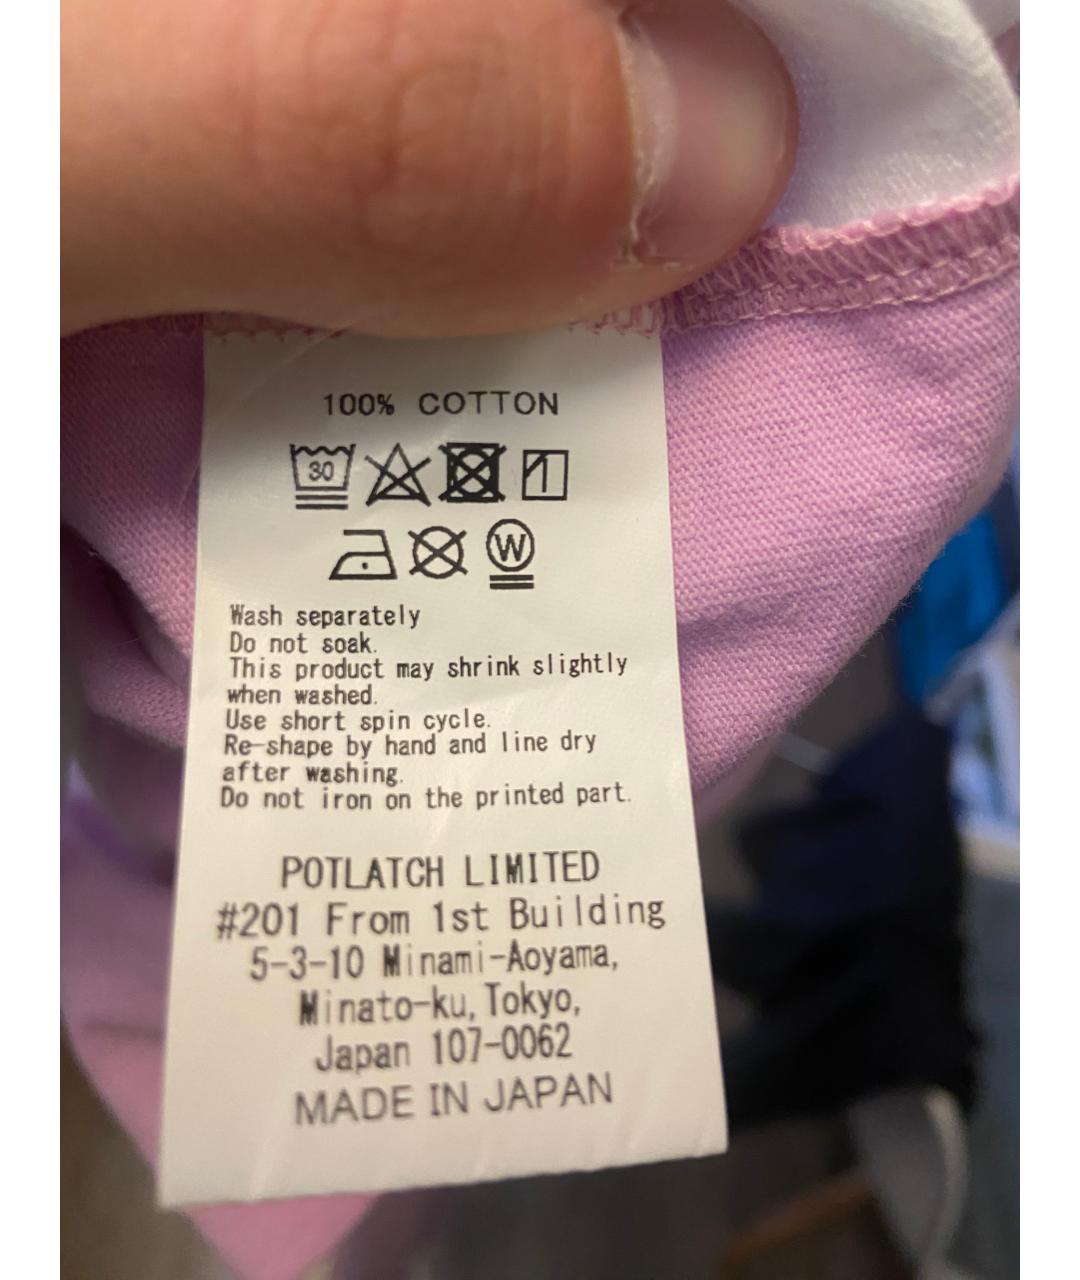 100% COTTON
30
W
Wash separately
Do not soak.
This product may shrink slightly
when washed.
Use short spin cycle.
Re-shape by hand and line dry
after washing.
Do not iron on the printed part.
POTLATCH LIMITED
#201 From 1st Building
5-3-10 Minami-Aoyama,
Minato-ku, Tokyo,
Japan 107-0062
MADE IN JAPAN